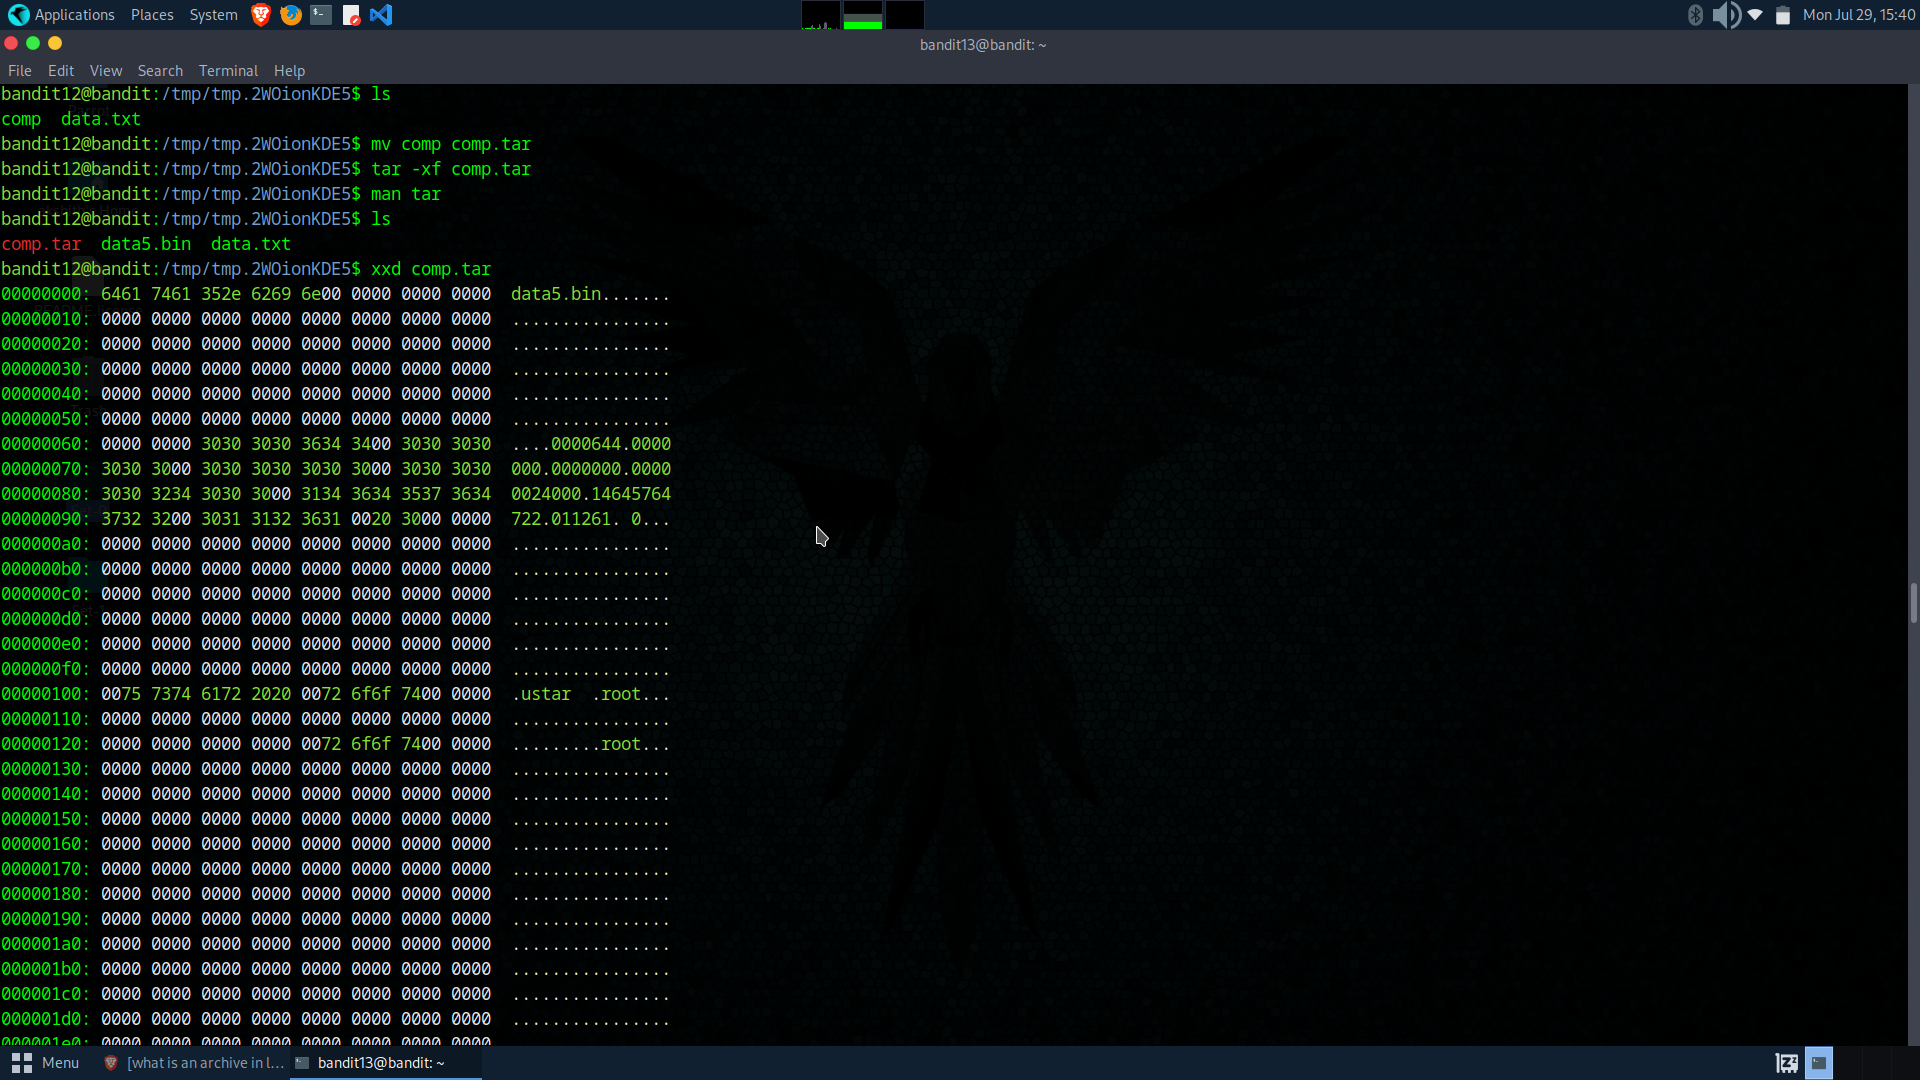 Applications Places System Mon Jul 29, 15:40
bandit13@bandit: ~
File Edit View Search Terminal Help
bandit12@bandit:/tmp/tmp.2WOionKDE5$ ls
comp data.txt
bandit12@bandit:/tmp/tmp.2WOionKDE5$ mv comp comp.tar
bandit12@bandit:/tmp/tmp.2WOionKDE5$ tar -xf comp.tar
bandit12@bandit:/tmp/tmp.2WOionKDE5$ man tar
bandit12@bandit:/tmp/tmp.2WOionKDE5$ ls
comp.tar data5.bin data.txt
bandit12@bandit:/tmp/tmp.2WOionKDE5$ xxd comp.tar
00000000: 6461 7461 352e 6269 6e00 0000 0000 0000 data5.bin.......
00000010: 0000 0000 0000 0000 0000 0000 0000 0000 ................
00000020: 0000 0000 0000 0000 0000 0000 0000 0000 ................
00000030: 0000 0000 0000 0000 0000 0000 0000 0000 ................
00000040: 0000 0000 0000 0000 0000 0000 0000 0000 ................
00000050: 0000 0000 0000 0000 0000 0000 0000 0000 ................
00000060: 0000 0000 3030 3030 3634 3400 3030 3030 ....0000644.0000
00000070: 3030 3000 3030 3030 3030 3000 3030 3030 000.0000000.0000
00000080: 3030 3234 3030 3000 3134 3634 3537 3634 0024000.14645764
00000090: 3732 3200 3031 3132 3631 0020 3000 0000 722.011261. 0...
000000a0: 0000 0000 0000 0000 0000 0000 0000 0000 ................
000000b0: 0000 0000 0000 0000 0000 0000 0000 0000 ................
000000c0: 0000 0000 0000 0000 0000 0000 0000 0000 ................
000000d0: 0000 0000 0000 0000 0000 0000 0000 0000 ................
000000e0: 0000 0000 0000 0000 0000 0000 0000 0000 ................
000000f0: 0000 0000 0000 0000 0000 0000 0000 0000 ................
00000100: 0075 7374 6172 2020 0072 6f6f 7400 0000 .ustar  .root...
00000110: 0000 0000 0000 0000 0000 0000 0000 0000 ................
00000120: 0000 0000 0000 0000 0072 6f6f 7400 0000 .........root...
00000130: 0000 0000 0000 0000 0000 0000 0000 0000 ................
00000140: 0000 0000 0000 0000 0000 0000 0000 0000 ................
00000150: 0000 0000 0000 0000 0000 0000 0000 0000 ................
00000160: 0000 0000 0000 0000 0000 0000 0000 0000 ................
00000170: 0000 0000 0000 0000 0000 0000 0000 0000 ................
00000180: 0000 0000 0000 0000 0000 0000 0000 0000 ................
00000190: 0000 0000 0000 0000 0000 0000 0000 0000 ................
000001a0: 0000 0000 0000 0000 0000 0000 0000 0000 ................
000001b0: 0000 0000 0000 0000 0000 0000 0000 0000 ................
000001c0: 0000 0000 0000 0000 0000 0000 0000 0000 ................
000001d0: 0000 0000 0000 0000 0000 0000 0000 0000 ................
000001e0: 0000 0000 0000 0000 0000 0000 0000 0000 ................
Menu [what is an archive in l... bandit13@bandit: ~